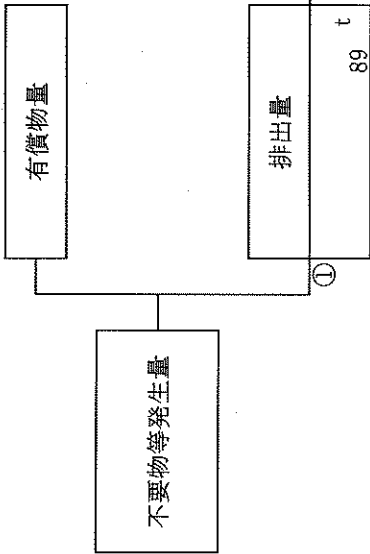 有償物量
不要物等発生量
①
排出量
89 t